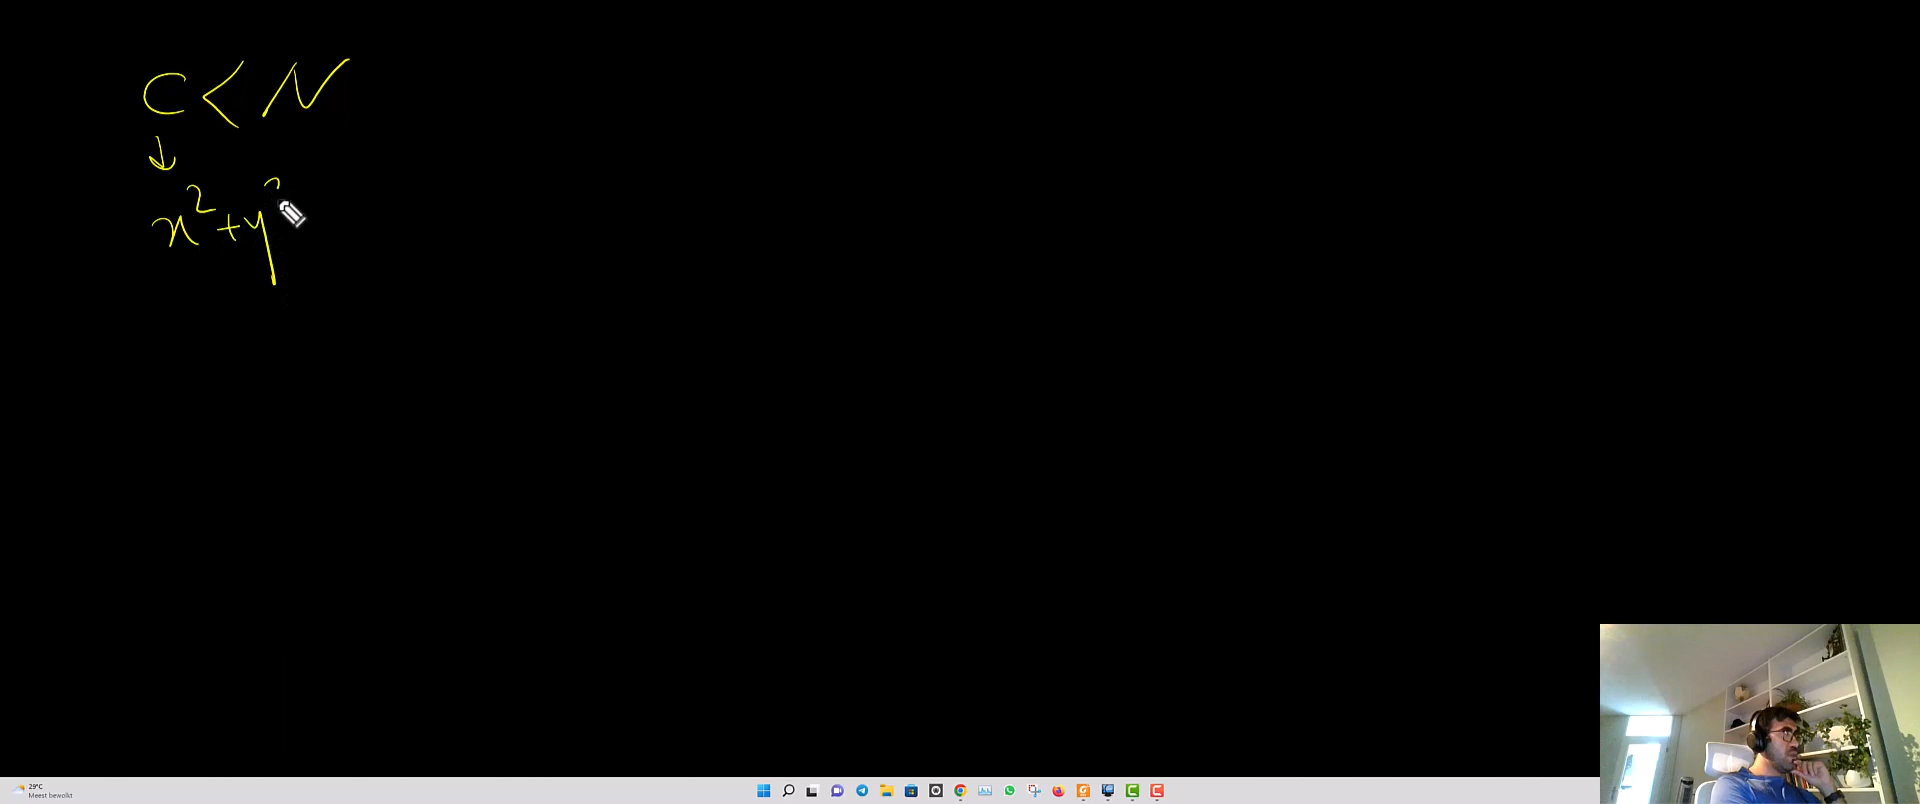 C < N
↓
x² + y²
29°C
Meest bewolkt